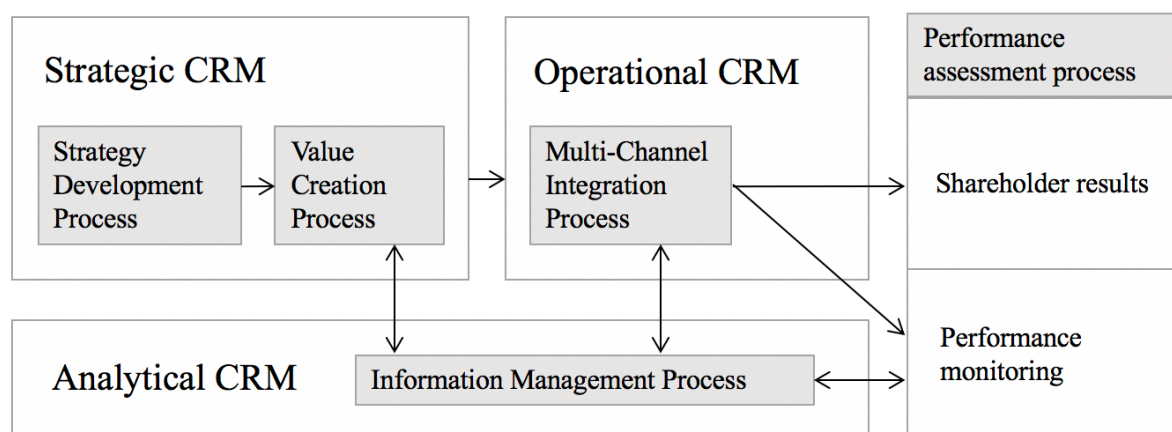 Strategic CRM
Strategy
Development
Process
Value
Creation
Process
Operational CRM
Multi-Channel
Integration
Process
Performance
assessment process
Shareholder results
Performance
monitoring
Analytical CRM
Information Management Process